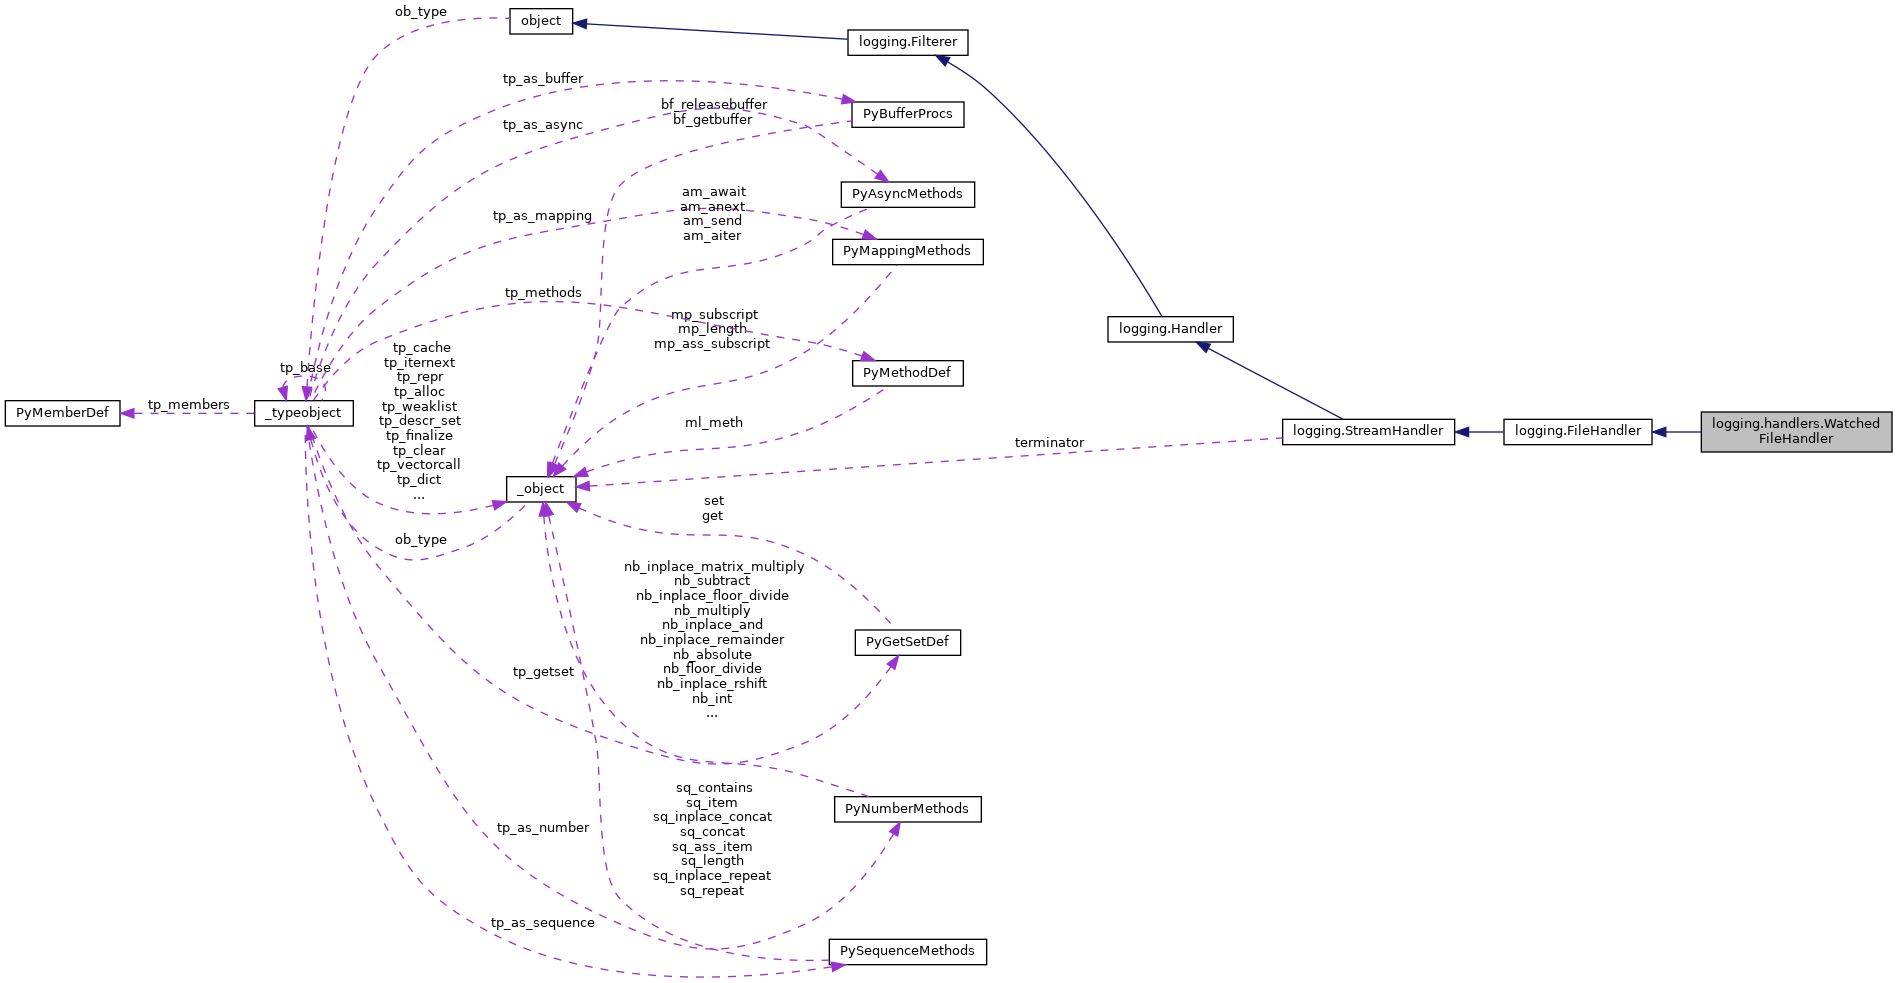 ob_type
object
logging.Filterer
tp_as_buffer
bf_releasebuffer
bf_getbuffer
PyBufferProcs
tp_as_async
am_await
am_anext
am_send
am_aiter
PyAsyncMethods
tp_as_mapping
PyMappingMethods
tp_methods
mp_subscript
mp_length
mp_ass_subscript
logging.Handler
tp_base
tp_cache
tp_iternext
tp_repr
tp_alloc
tp_weaklist
tp_descr_set
tp_finalize
tp_clear
tp_vectorcall
tp_dict
...
PyMethodDef
PyMemberDef
tp_members
_typeobject
ml_meth
terminator
logging.StreamHandler
logging.FileHandler
logging.handlers.Watched
FileHandler
_object
set
get
ob_type
nb_inplace_matrix_multiply
nb_subtract
nb_inplace_floor_divide
nb_multiply
nb_inplace_and
nb_inplace_remainder
nb_absolute
nb_floor_divide
nb_inplace_rshift
nb_int
...
PyGetSetDef
tp_getset
sq_contains
sq_item
sq_inplace_concat
sq_concat
sq_ass_item
sq_length
sq_inplace_repeat
sq_repeat
PyNumberMethods
tp_as_number
tp_as_sequence
PySequenceMethods